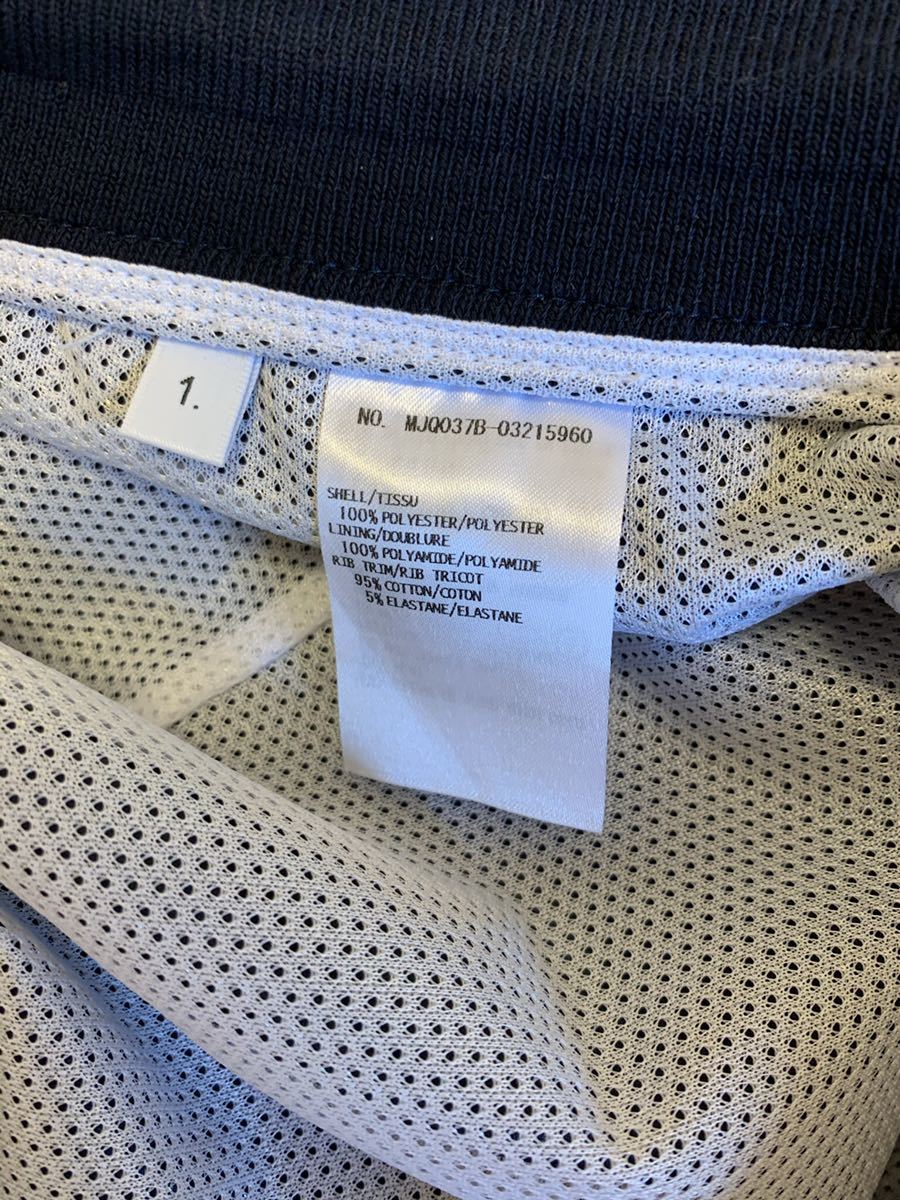 1.
NO. MJQ037B-03215960
SHELL/TISSU
100% POLYESTER/POLYESTER
LINING/DOUBLURE
100% POLYAMIDE/POLYAMIDE
RIB TRIM/RIB TRICOT
95% COTTON/COTON
5% ELASTANE/ELASTANE